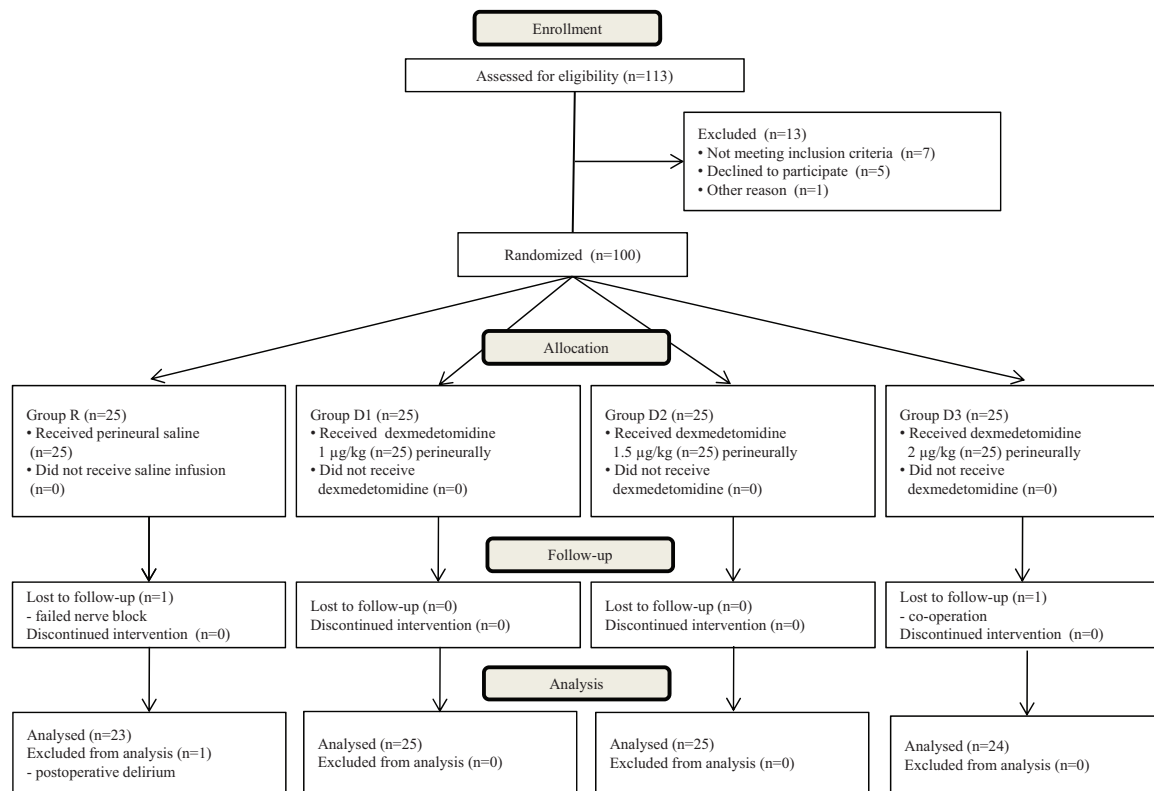 Enrollment
Assessed for eligibility (n=113)
Excluded (n=13)
• Not meeting inclusion criteria (n=7)
• Declined to participate (n=5)
• Other reason (n=1)
Randomized (n=100)
Allocation
Group R (n=25)
• Received perineural saline
(n=25)
• Did not receive saline infusion
(n=0)
Group D1 (n=25)
• Received dexmedetomidine
1 µg/kg (n=25) perineurally
• Did not receive
dexmedetomidine (n=0)
Group D2 (n=25)
• Received dexmedetomidine
1.5 µg/kg (n=25) perineurally
• Did not receive
dexmedetomidine (n=0)
Group D3 (n=25)
• Received dexmedetomidine
2 µg/kg (n=25) perineurally
• Did not receive
dexmedetomidine (n=0)
Follow-up
Lost to follow-up (n=1)
- failed nerve block
Discontinued intervention (n=0)
Lost to follow-up (n=0)
Discontinued intervention (n=0)
Lost to follow-up (n=0)
Discontinued intervention (n=0)
Lost to follow-up (n=1)
- co-operation
Discontinued intervention (n=0)
Analysis
Analysed (n=23)
Excluded from analysis (n=1)
- postoperative delirium
Analysed (n=25)
Excluded from analysis (n=0)
Analysed (n=25)
Excluded from analysis (n=0)
Analysed (n=24)
Excluded from analysis (n=0)